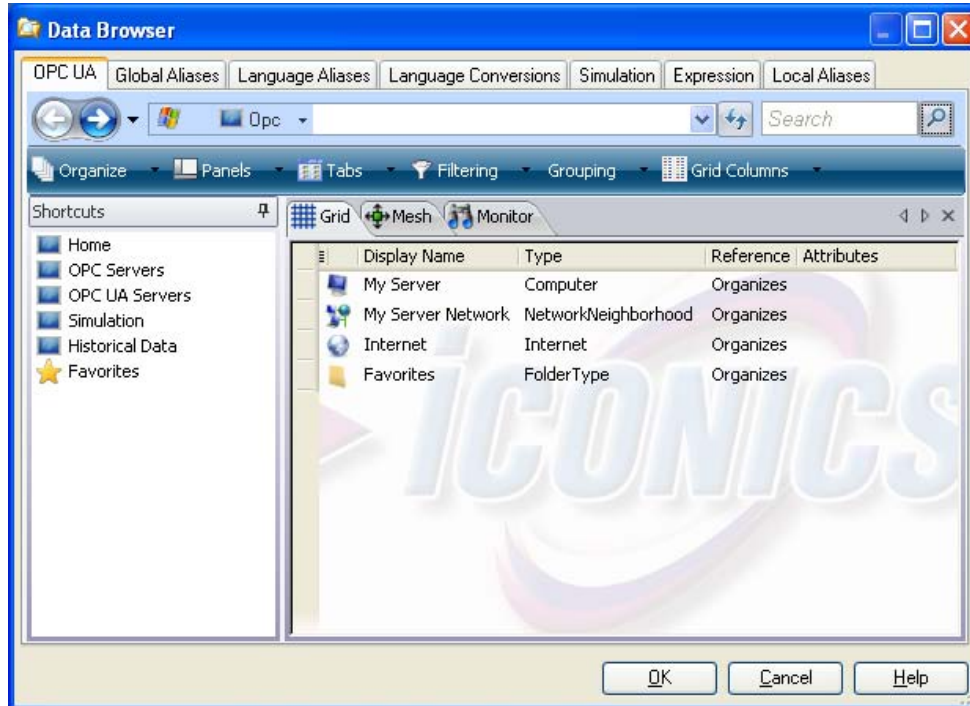 Data Browser
OPC UA Global Aliases Language Aliases Language Conversions Simulation Expression Local Aliases
Opc Search
Organize Panels Tabs Filtering Grouping Grid Columns
Shortcuts
Home
OPC Servers
OPC UA Servers
Simulation
Historical Data
Favorites
Grid Mesh Monitor
Display Name Type Reference Attributes
My Server Computer Organizes
My Server Network NetworkNeighborhood Organizes
Internet Internet Organizes
Favorites FolderType Organizes
ICONICS
OK Cancel Help